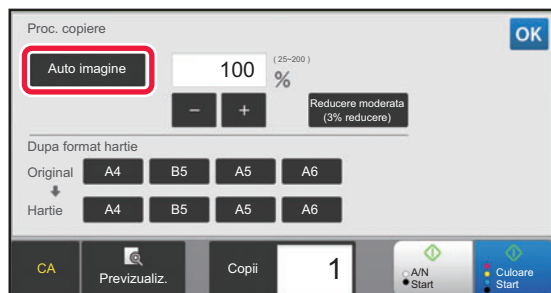 Proc. copiere
OK
Auto imagine
100
(25~200)
%
–
+
Reducere moderata
(3% reducere)
Dupa format hartie
Original
A4
B5
A5
A6
Hartie
A4
B5
A5
A6
CA
Previzualiz.
Copii
1
A/N
Start
Culoare
Start